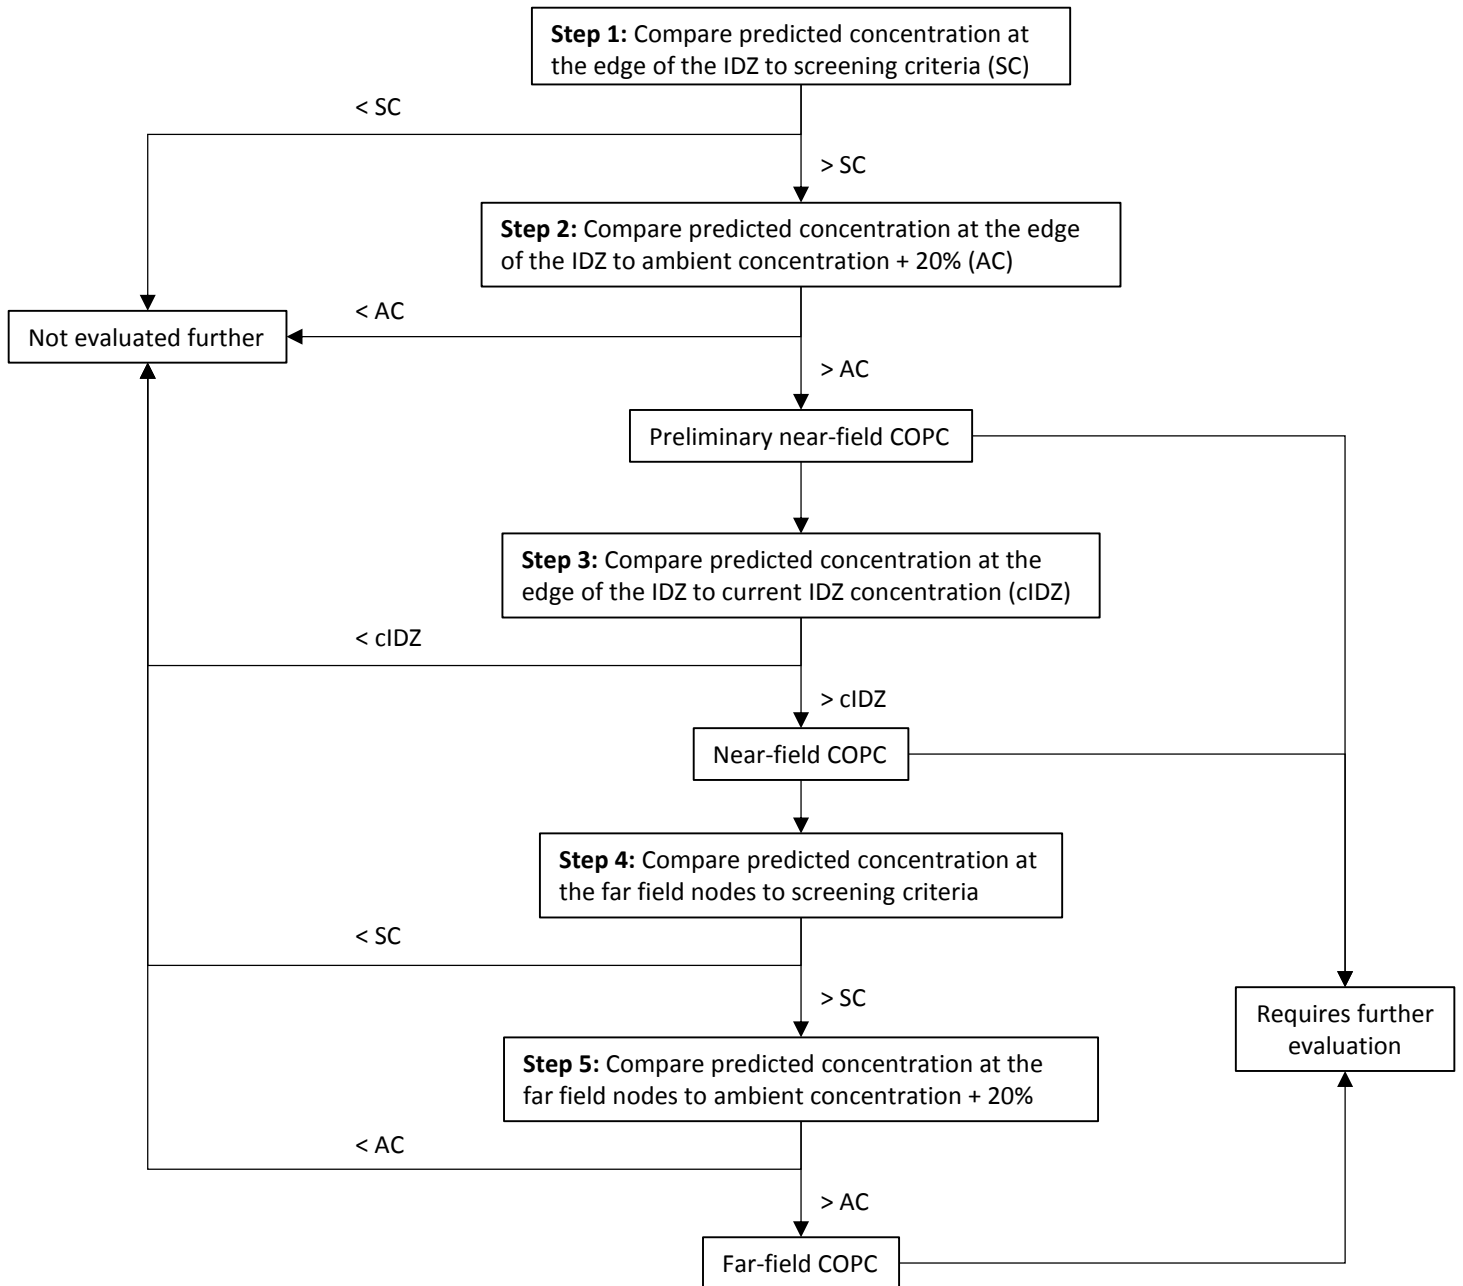 Step 1: Compare predicted concentration at
the edge of the IDZ to screening criteria (SC)
< SC
> SC
Step 2: Compare predicted concentration at the edge
of the IDZ to ambient concentration + 20% (AC)
< AC
Not evaluated further
> AC
Preliminary near-field COPC
Step 3: Compare predicted concentration at the
edge of the IDZ to current IDZ concentration (cIDZ)
< cIDZ
> cIDZ
Near-field COPC
Step 4: Compare predicted concentration at
the far field nodes to screening criteria
< SC
> SC
Requires further
evaluation
Step 5: Compare predicted concentration at the
far field nodes to ambient concentration + 20%
< AC
> AC
Far-field COPC